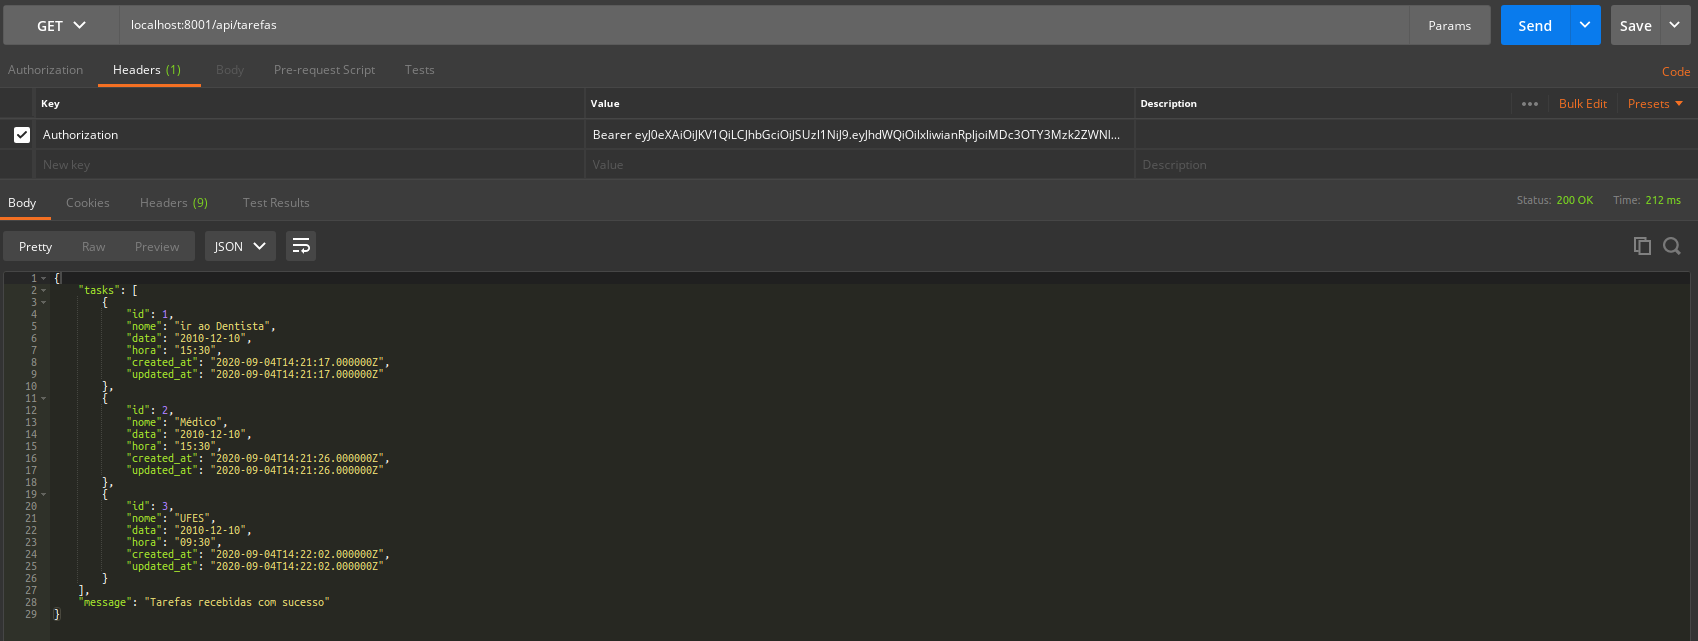 GET localhost:8001/api/tarefas Params Send Save
Authorization Headers (1) Body Pre-request Script Tests Code
Key Value Description ••• Bulk Edit Presets
Authorization Bearer eyJ0eXAiOiJKV1QiLCJhbGciOiJSUzI1NiJ9.eyJhdWQiOiIxIiwianRpIjoiMDc3OTY3Mzk2ZWNl...
New key Value Description
Body Cookies Headers (9) Test Results Status: 200 OK Time: 212 ms
Pretty Raw Preview JSON
1 {
2 "tasks": [
3 {
4 "id": 1,
5 "nome": "ir ao Dentista",
6 "data": "2010-12-10",
7 "hora": "15:30",
8 "created_at": "2020-09-04T14:21:17.000000Z",
9 "updated_at": "2020-09-04T14:21:17.000000Z"
10 },
11 {
12 "id": 2,
13 "nome": "Médico",
14 "data": "2010-12-10",
15 "hora": "15:30",
16 "created_at": "2020-09-04T14:21:26.000000Z",
17 "updated_at": "2020-09-04T14:21:26.000000Z"
18 },
19 {
20 "id": 3,
21 "nome": "UFES",
22 "data": "2010-12-10",
23 "hora": "09:30",
24 "created_at": "2020-09-04T14:22:02.000000Z",
25 "updated_at": "2020-09-04T14:22:02.000000Z"
26 }
27 ],
28 "message": "Tarefas recebidas com sucesso"
29 }